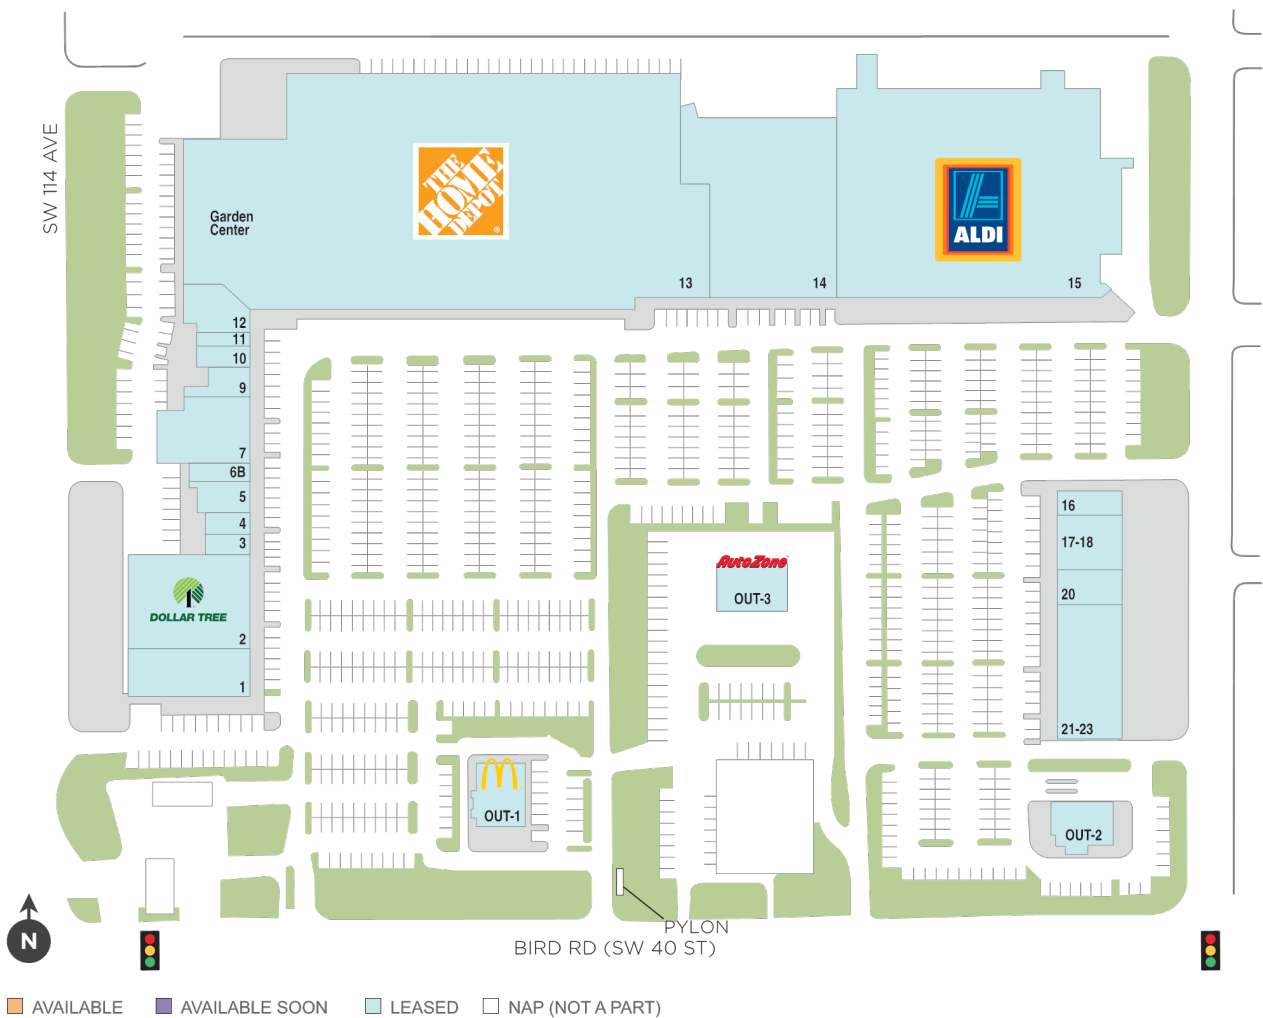 SW 114 AVE
THE
HOME
DEPOT
®
ALDI
Garden
Center
13
14
15
12
11
10
9
7
6B
5
4
3
DOLLAR TREE
2
1
16
17-18
20
21-23
AutoZone
OUT-3
OUT-1
OUT-2
PYLON
BIRD RD (SW 40 ST)
N
AVAILABLE
AVAILABLE SOON
LEASED
NAP (NOT A PART)